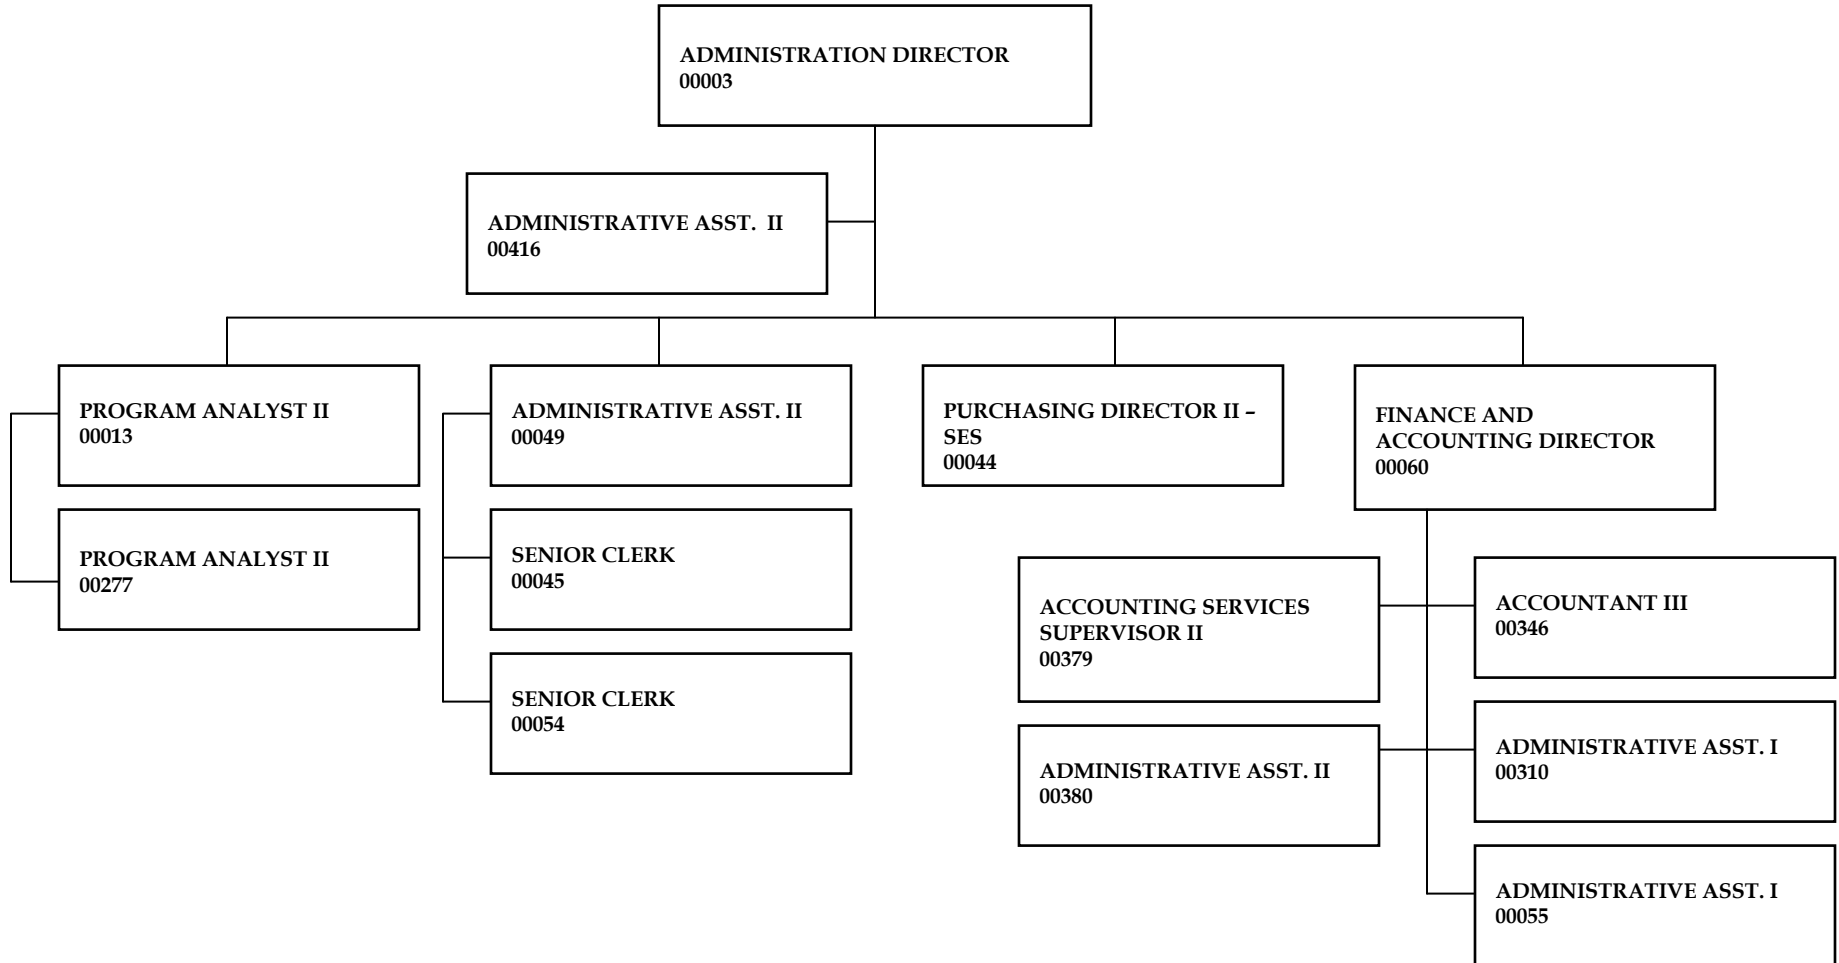 ADMINISTRATION DIRECTOR
00003
ADMINISTRATIVE ASST.  II
00416
PROGRAM ANALYST II
00013
ADMINISTRATIVE ASST. II
00049
PURCHASING DIRECTOR II –
SES
00044
FINANCE AND
ACCOUNTING DIRECTOR
00060
PROGRAM ANALYST II
00277
SENIOR CLERK
00045
SENIOR CLERK
00054
ACCOUNTING SERVICES
SUPERVISOR II
00379
ACCOUNTANT III
00346
ADMINISTRATIVE ASST. II
00380
ADMINISTRATIVE ASST. I
00310
ADMINISTRATIVE ASST. I
00055